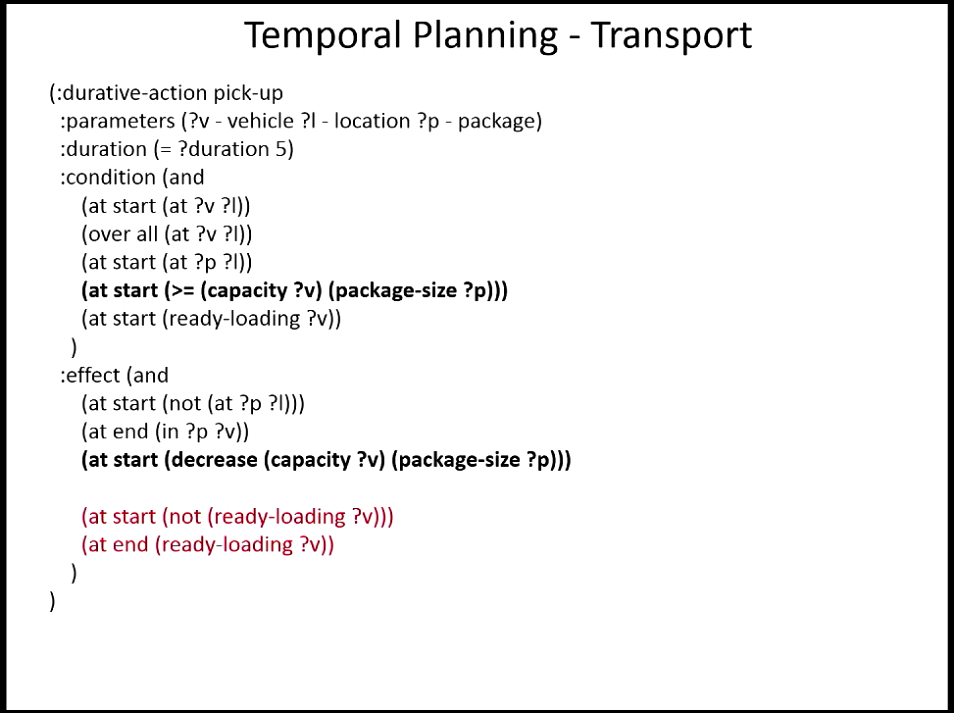 Temporal Planning - Transport
(:durative-action pick-up
:parameters (?v - vehicle ?l - location ?p - package)
:duration (= ?duration 5)
:condition (and
(at start (at ?v ?l))
(over all (at ?v ?l))
(at start (at ?p ?l))
(at start (>= (capacity ?v) (package-size ?p)))
(at start (ready-loading ?v))
)
:effect (and
(at start (not (at ?p ?l)))
(at end (in ?p ?v))
(at start (decrease (capacity ?v) (package-size ?p)))
(at start (not (ready-loading ?v)))
(at end (ready-loading ?v))
)
)